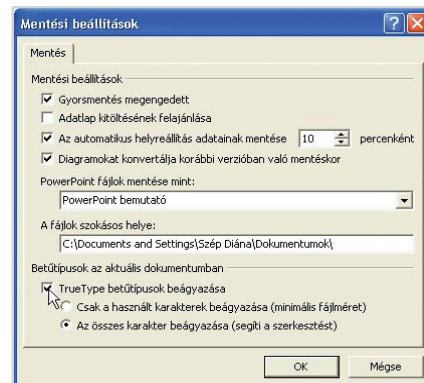 Mentési beállítások
Mentés
Mentési beállítások
Gyorsmentés megengedett
Adatlap kitöltésének felajánlása
Az automatikus helyreállítás adatainak mentése 10 percenként
Diagramokat konvertálja korábbi verzióban való mentéskor
PowerPoint fájlok mentése mint:
PowerPoint bemutató
A fájlok szokásos helye:
C:\Documents and Settings\Szép Diána\Dokumentumok\
Betűtípusok az aktuális dokumentumban
TrueType betűtípusok beágyazása
Csak a használt karakterek beágyazása (minimális fájlméret)
Az összes karakter beágyazása (segíti a szerkesztést)
OK Mégse